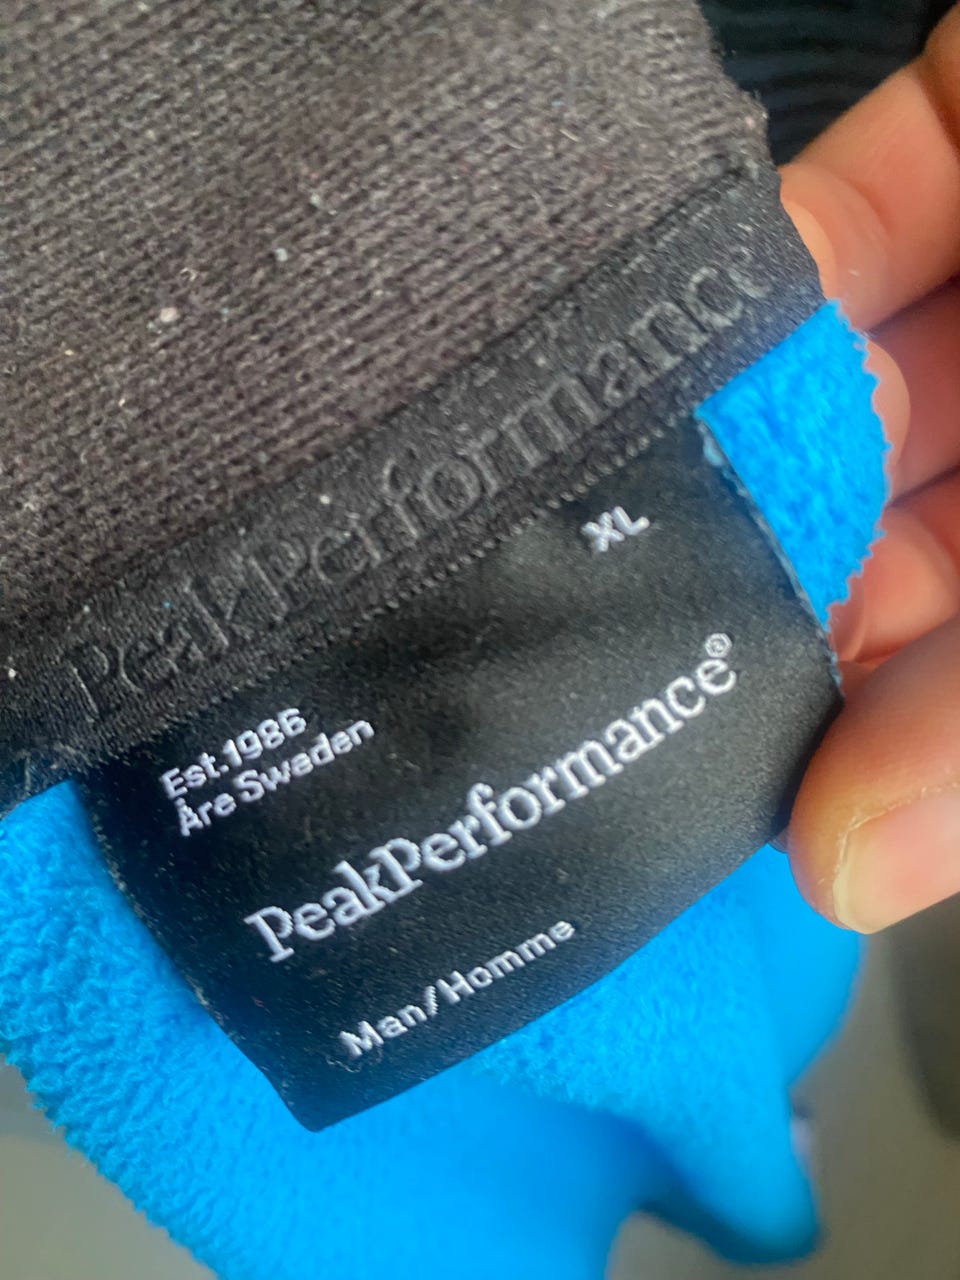 PeakPerformance
XL
Est.1986
Åre Sweden
PeakPerformance®
Man/Homme